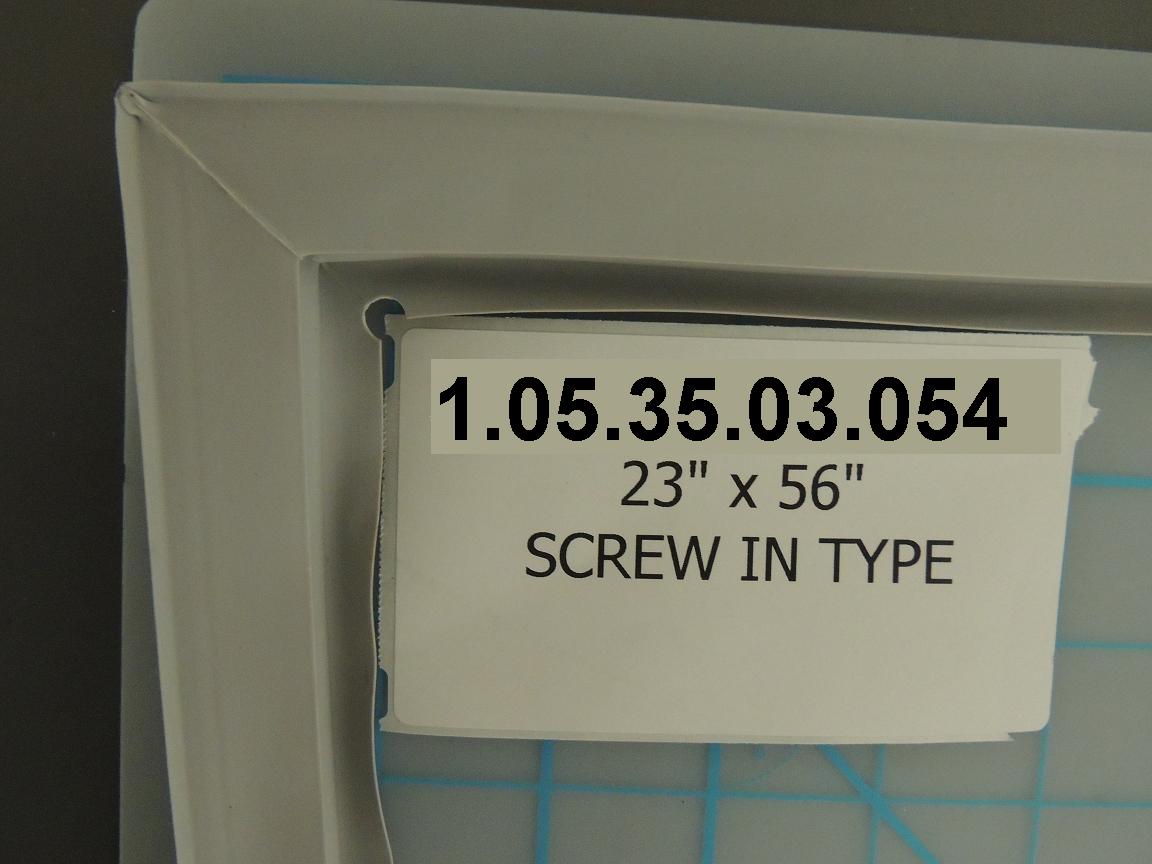 1.05.35.03.054
23" x 56"
SCREW IN TYPE